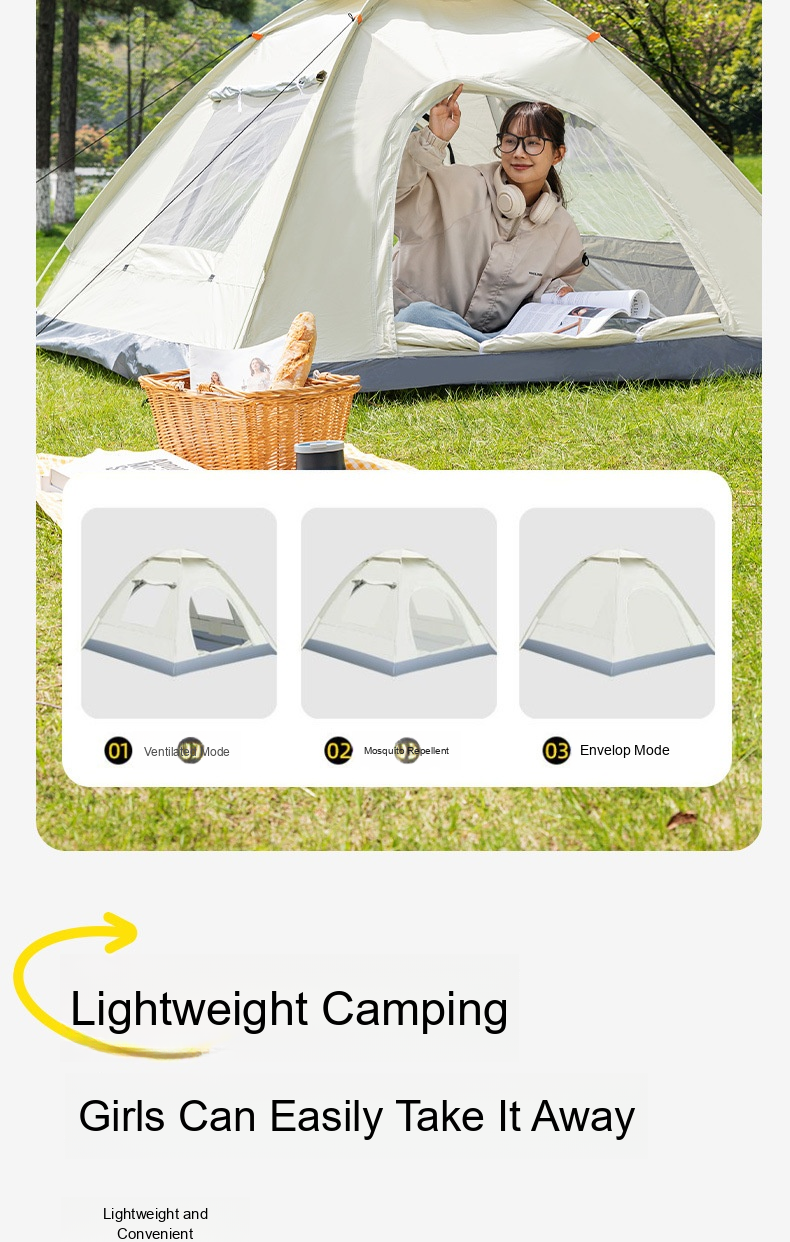 01 Ventilated Mode
02 Mosquito Repellent
03 Envelop Mode
Lightweight Camping
Girls Can Easily Take It Away
Lightweight and
Convenient